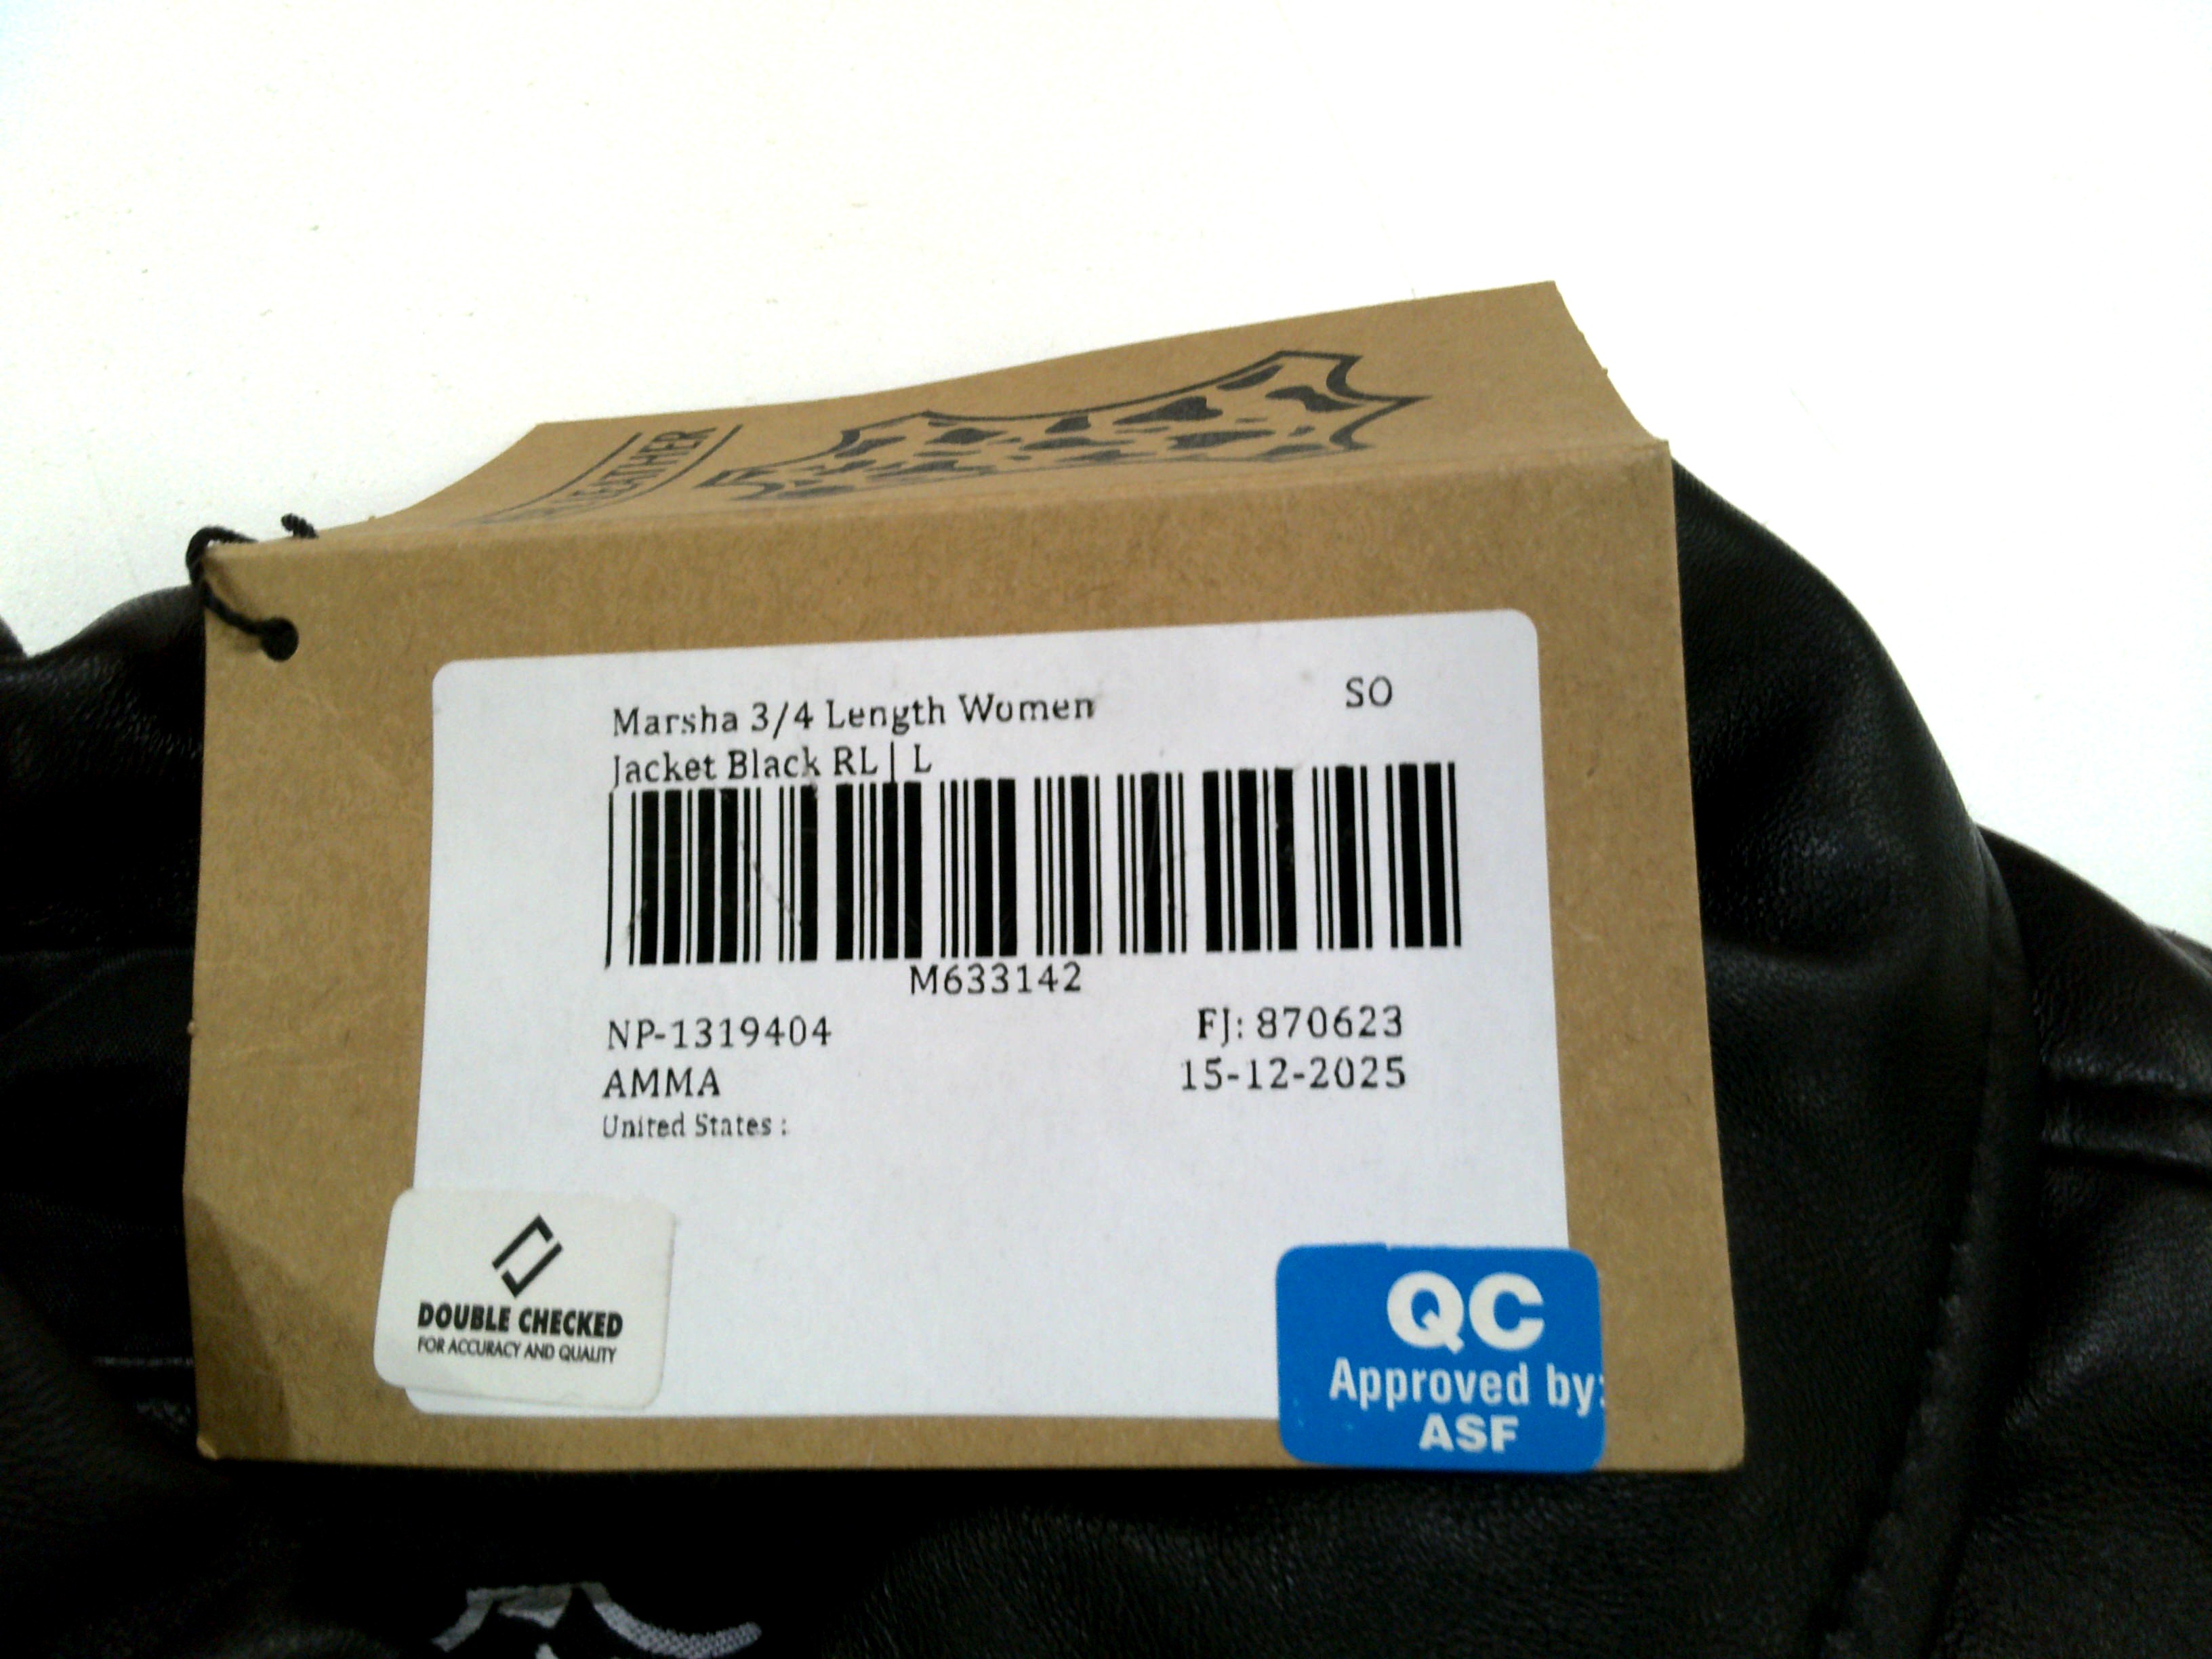 LEATHER
Marsha 3/4 Length Women
SO
Jacket Black RL | L
M633142
NP-1319404
FJ: 870623
AMMA
15-12-2025
United States :
DOUBLE CHECKED
FOR ACCURACY AND QUALITY
QC
Approved by:
ASF